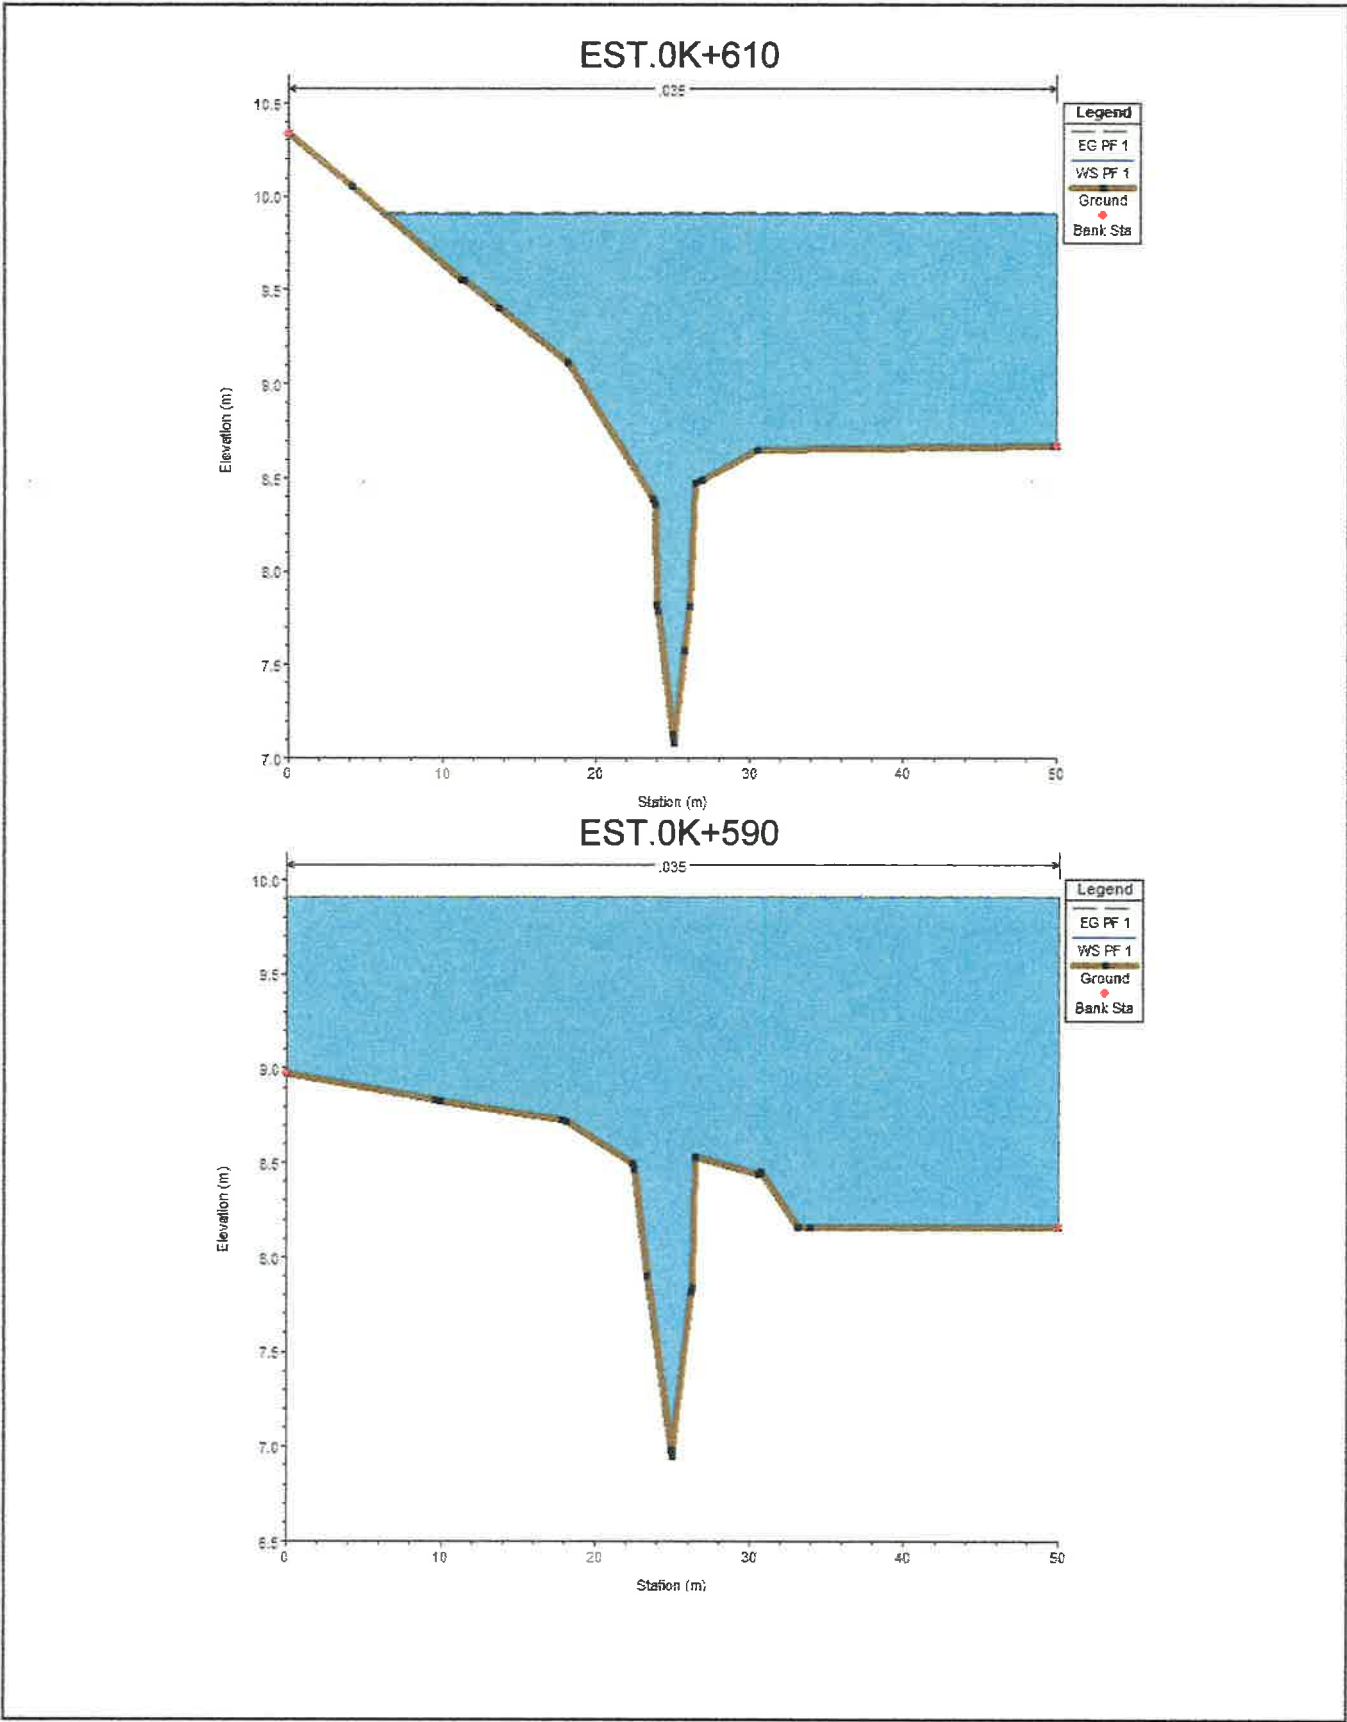 EST.0K+610
.035
10.5
10.0
9.5
9.0
8.5
8.0
7.5
7.0
Elevation (m)
0
10
20
30
40
50
Station (m)
Legend
EG PF 1
WS PF 1
Ground
Bank Sta
EST.0K+590
.035
10.0
9.5
9.0
8.5
8.0
7.5
7.0
6.5
Elevation (m)
0
10
20
30
40
50
Station (m)
Legend
EG PF 1
WS PF 1
Ground
Bank Sta